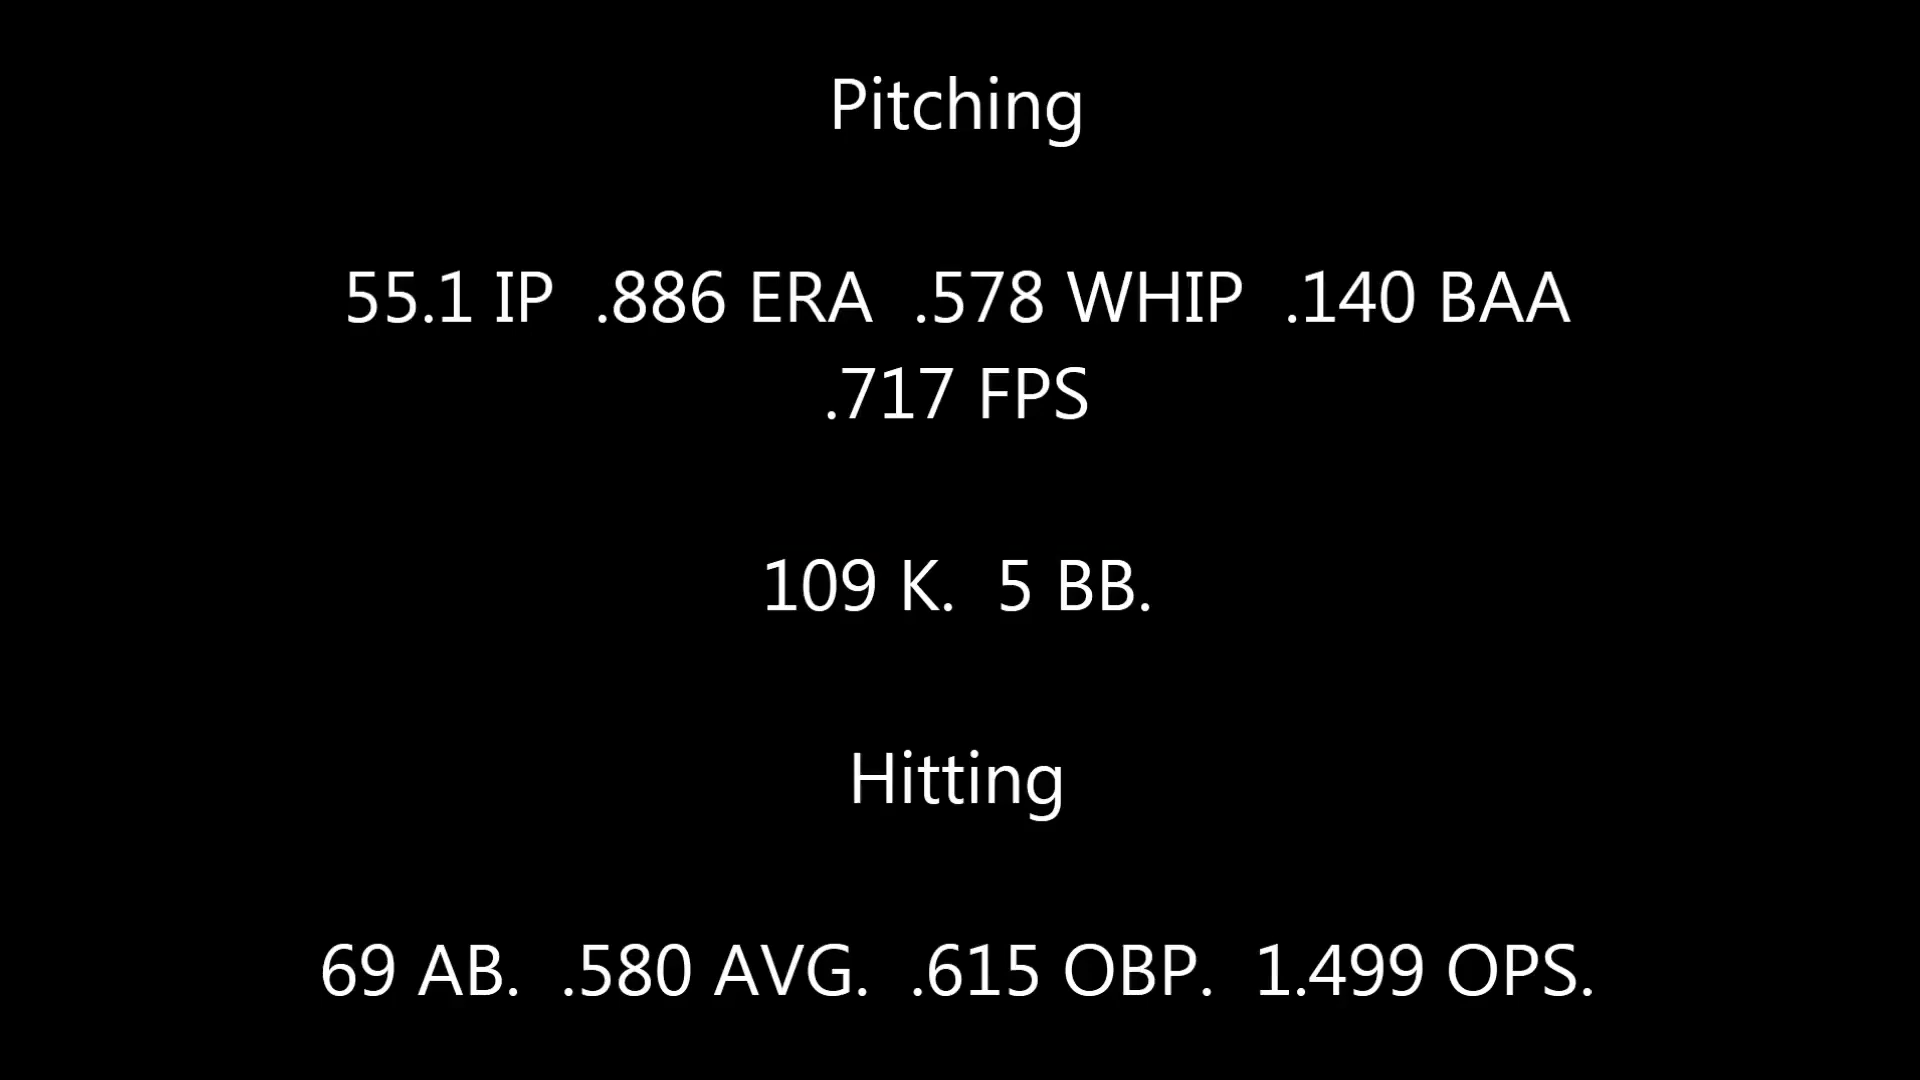 Pitching
55.1 IP  .886 ERA  .578 WHIP  .140 BAA
.717 FPS
109 K.  5 BB.
Hitting
69 AB.  .580 AVG.  .615 OBP.  1.499 OPS.